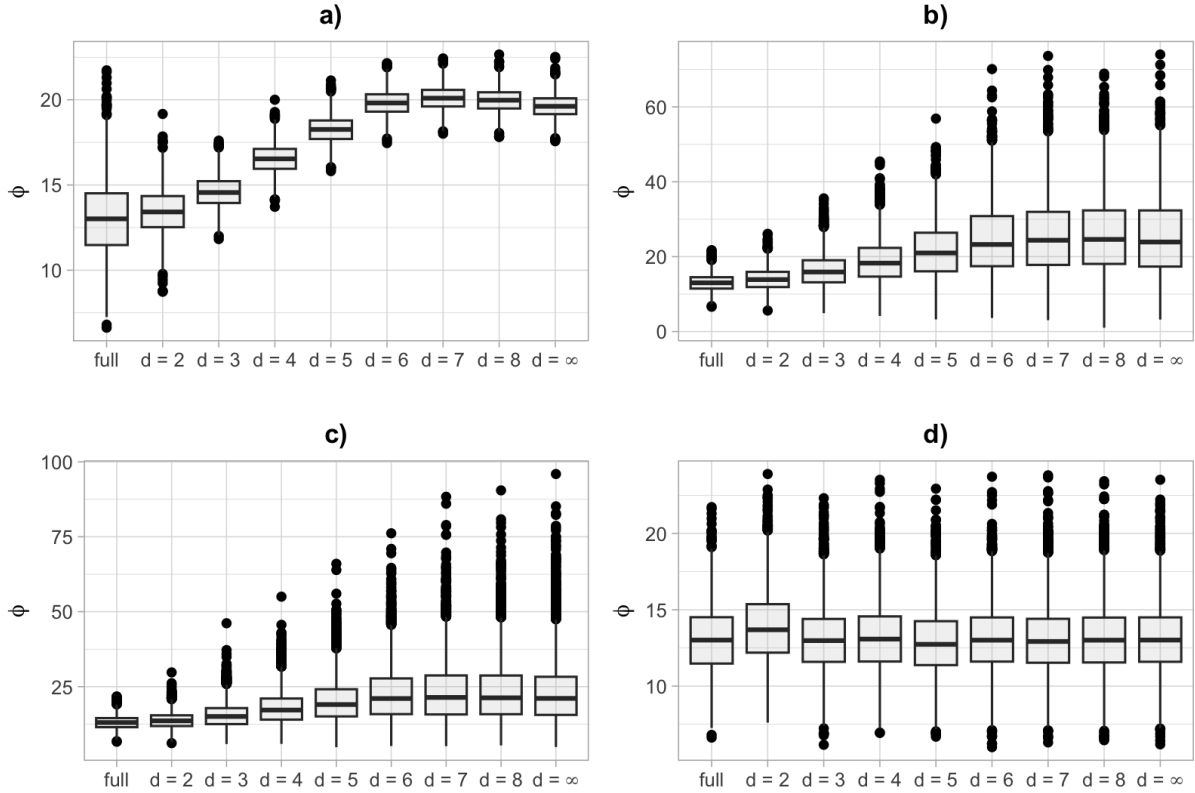 a)
20
15
10
ϕ
full d = 2 d = 3 d = 4 d = 5 d = 6 d = 7 d = 8 d = ∞
b)
60
40
20
0
ϕ
full d = 2 d = 3 d = 4 d = 5 d = 6 d = 7 d = 8 d = ∞
c)
100
75
50
25
ϕ
full d = 2 d = 3 d = 4 d = 5 d = 6 d = 7 d = 8 d = ∞
d)
20
15
10
ϕ
full d = 2 d = 3 d = 4 d = 5 d = 6 d = 7 d = 8 d = ∞